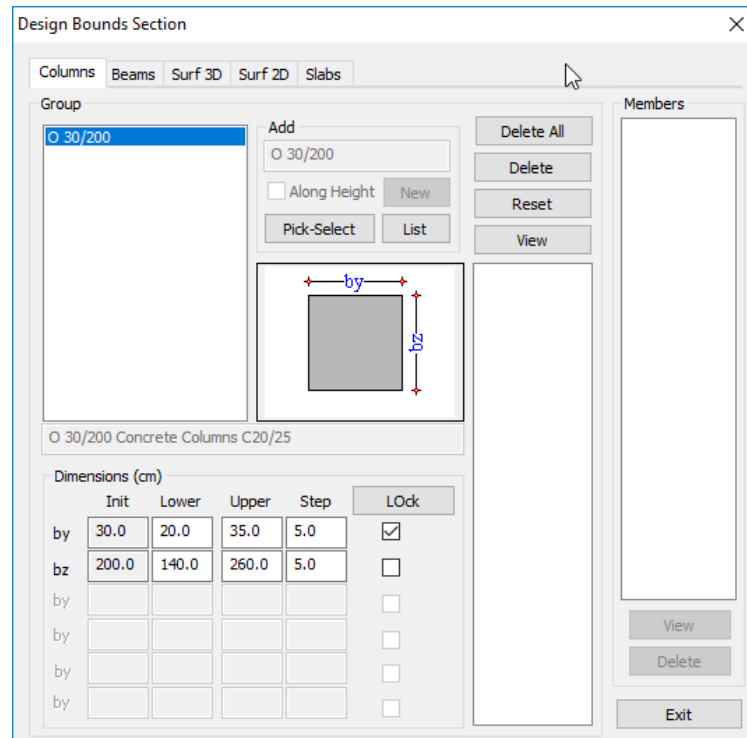 Design Bounds Section
Columns Beams Surf 3D Surf 2D Slabs
Group
O 30/200
Add
O 30/200
Along Height New
Pick-Select List
Delete All
Delete
Reset
View
Members
by
bz
O 30/200 Concrete Columns C20/25
Dimensions (cm)
Init Lower Upper Step LOck
by 30.0 20.0 35.0 5.0
bz 200.0 140.0 260.0 5.0
by
by
by
by
View
Delete
Exit